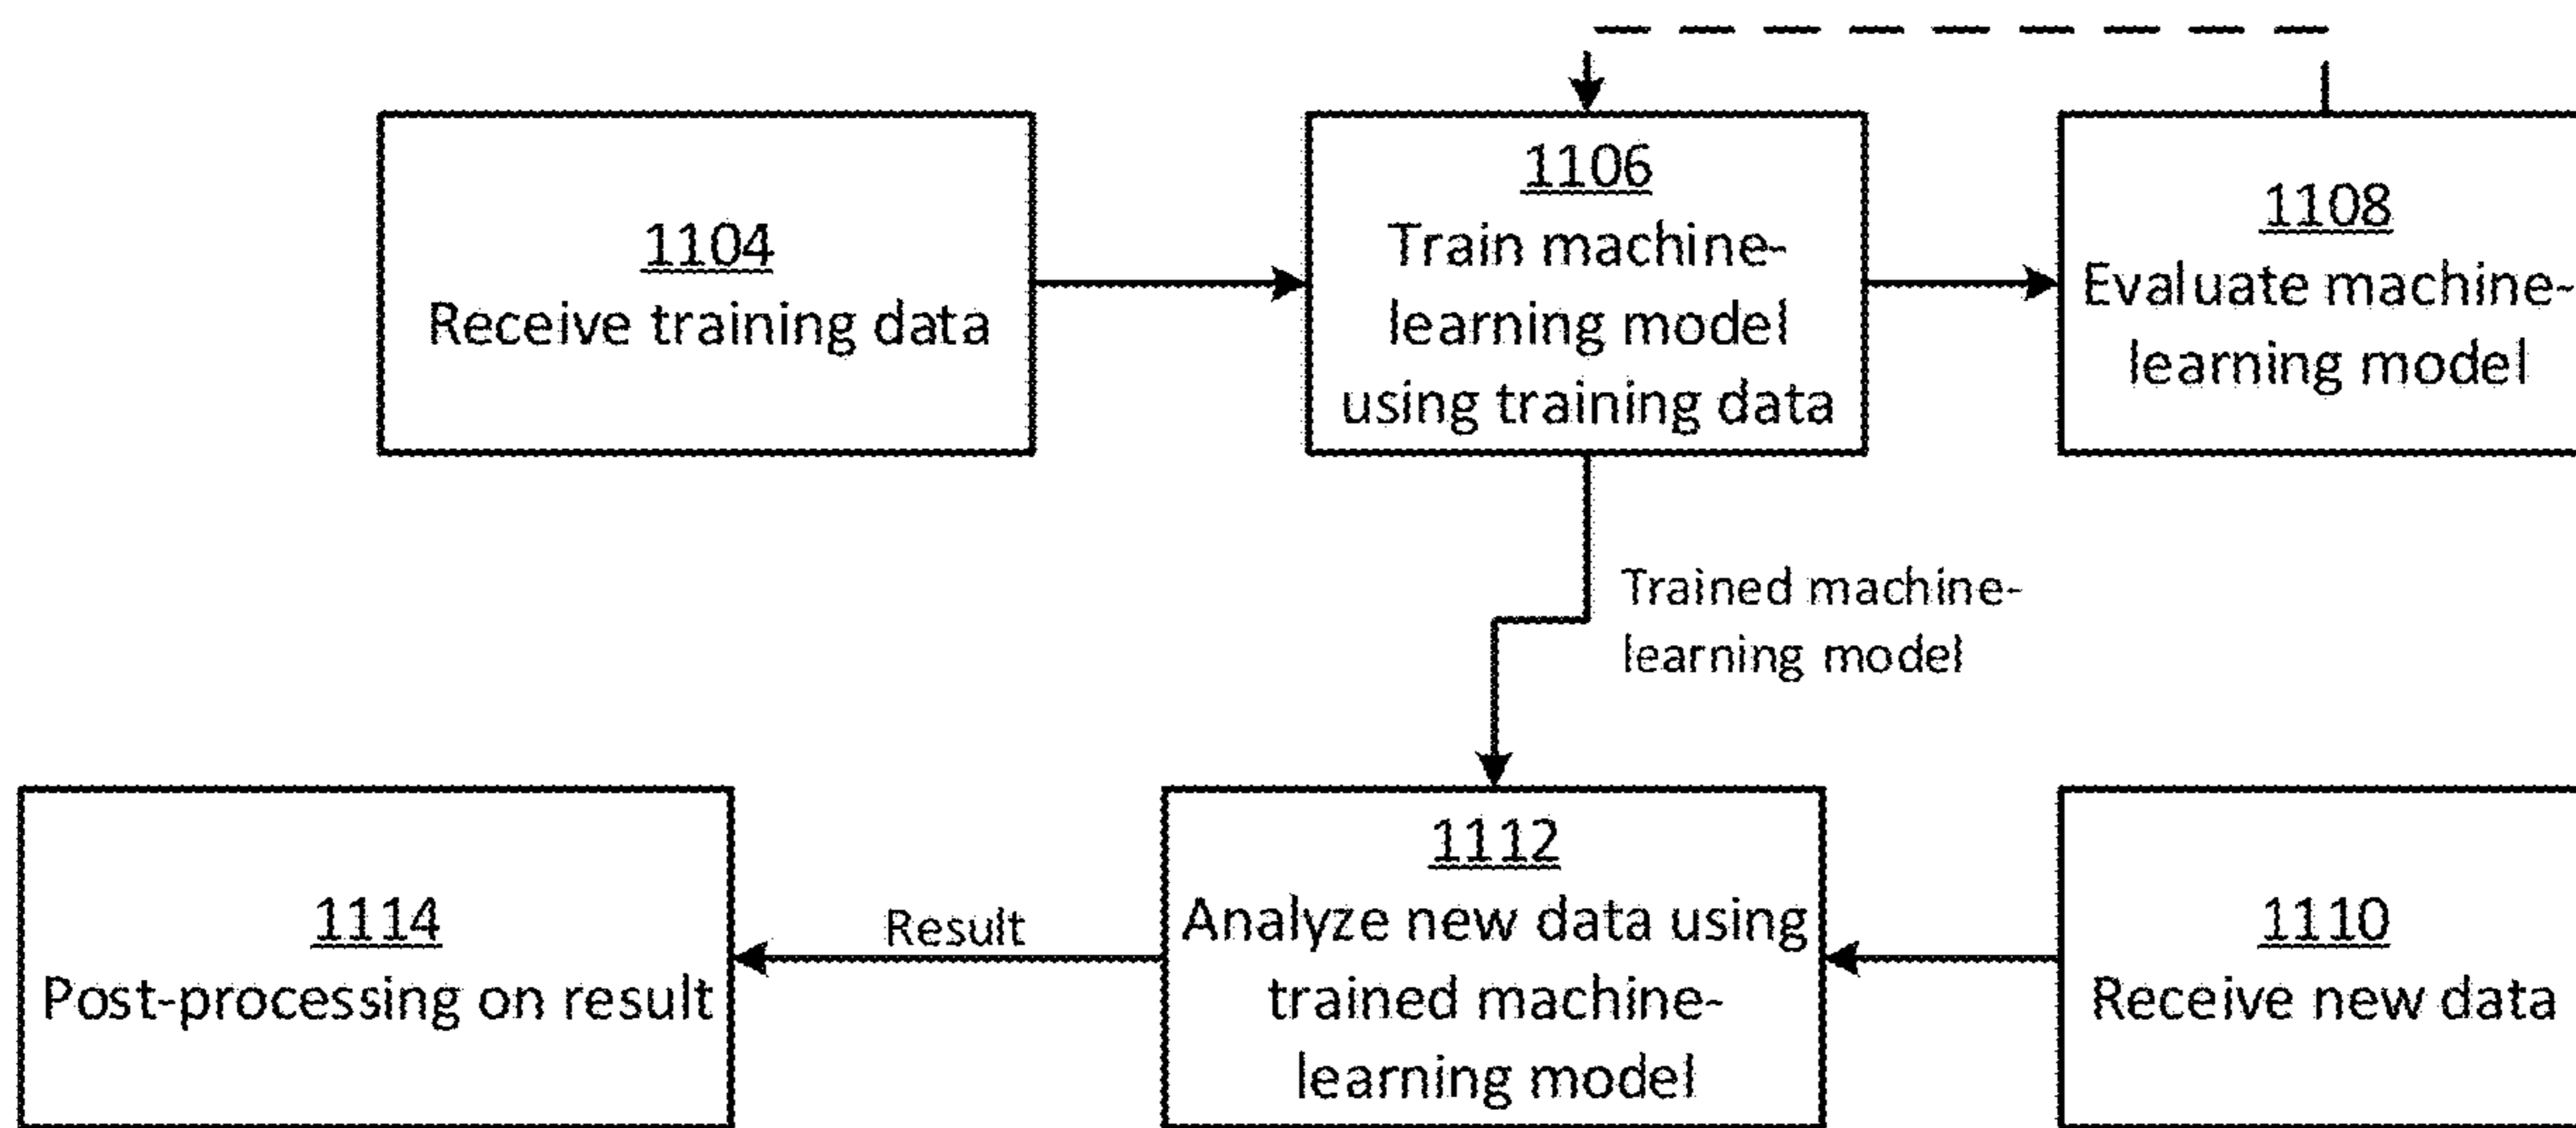 1104
Receive training data
1106
Train machine-
learning model
using training data
1108
Evaluate machine-
learning model
Trained machine-
learning model
1114
Post-processing on result
Result
1112
Analyze new data using
trained machine-
learning model
1110
Receive new data